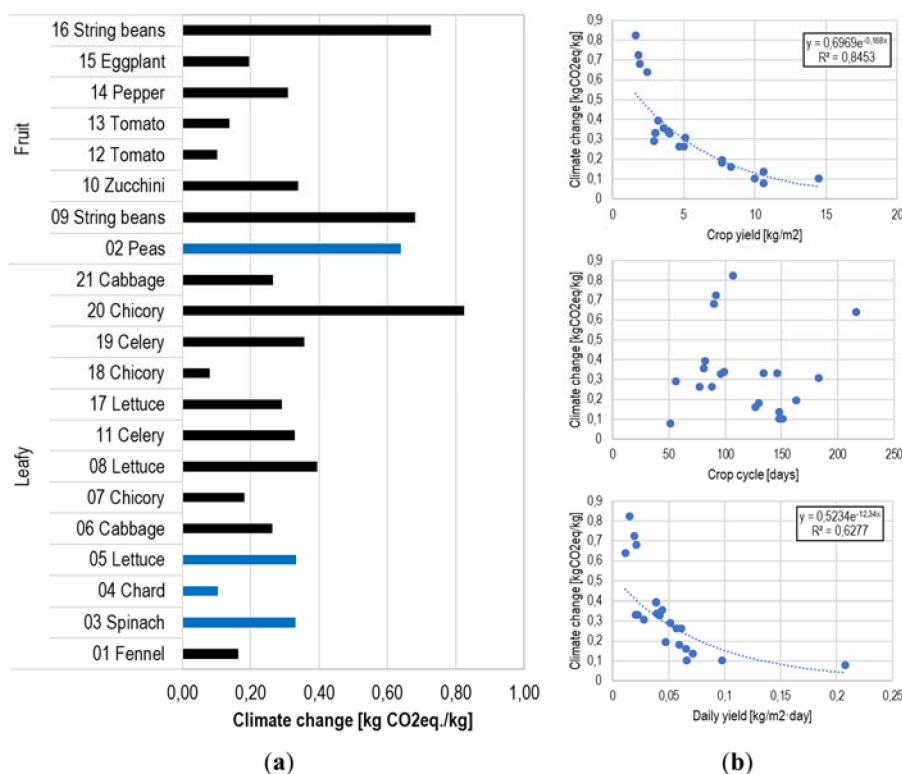 Fruit
16 String beans
15 Eggplant
14 Pepper
13 Tomato
12 Tomato
10 Zucchini
09 String beans
02 Peas
Leafy
21 Cabbage
20 Chicory
19 Celery
18 Chicory
17 Lettuce
11 Celery
08 Lettuce
07 Chicory
06 Cabbage
05 Lettuce
04 Chard
03 Spinach
01 Fennel
0,00 0,20 0,40 0,60 0,80 1,00
Climate change [kg CO2eq./kg]
(a)
Climate change [kgCO2eq/kg]
0,9
0,8
0,7
0,6
0,5
0,4
0,3
0,2
0,1
0
y = 0,6969e-0,168x
R² = 0,8453
0 5 10 15 20
Crop yield [kg/m2]
Climate change [kgCO2eq/kg]
0,9
0,8
0,7
0,6
0,5
0,4
0,3
0,2
0,1
0
0 50 100 150 200 250
Crop cycle [days]
Climate change [kgCO2eq/kg]
0,9
0,8
0,7
0,6
0,5
0,4
0,3
0,2
0,1
0
y = 0,5234e-12,34x
R² = 0,6277
0 0,05 0,1 0,15 0,2 0,25
Daily yield [kg/m2·day]
(b)